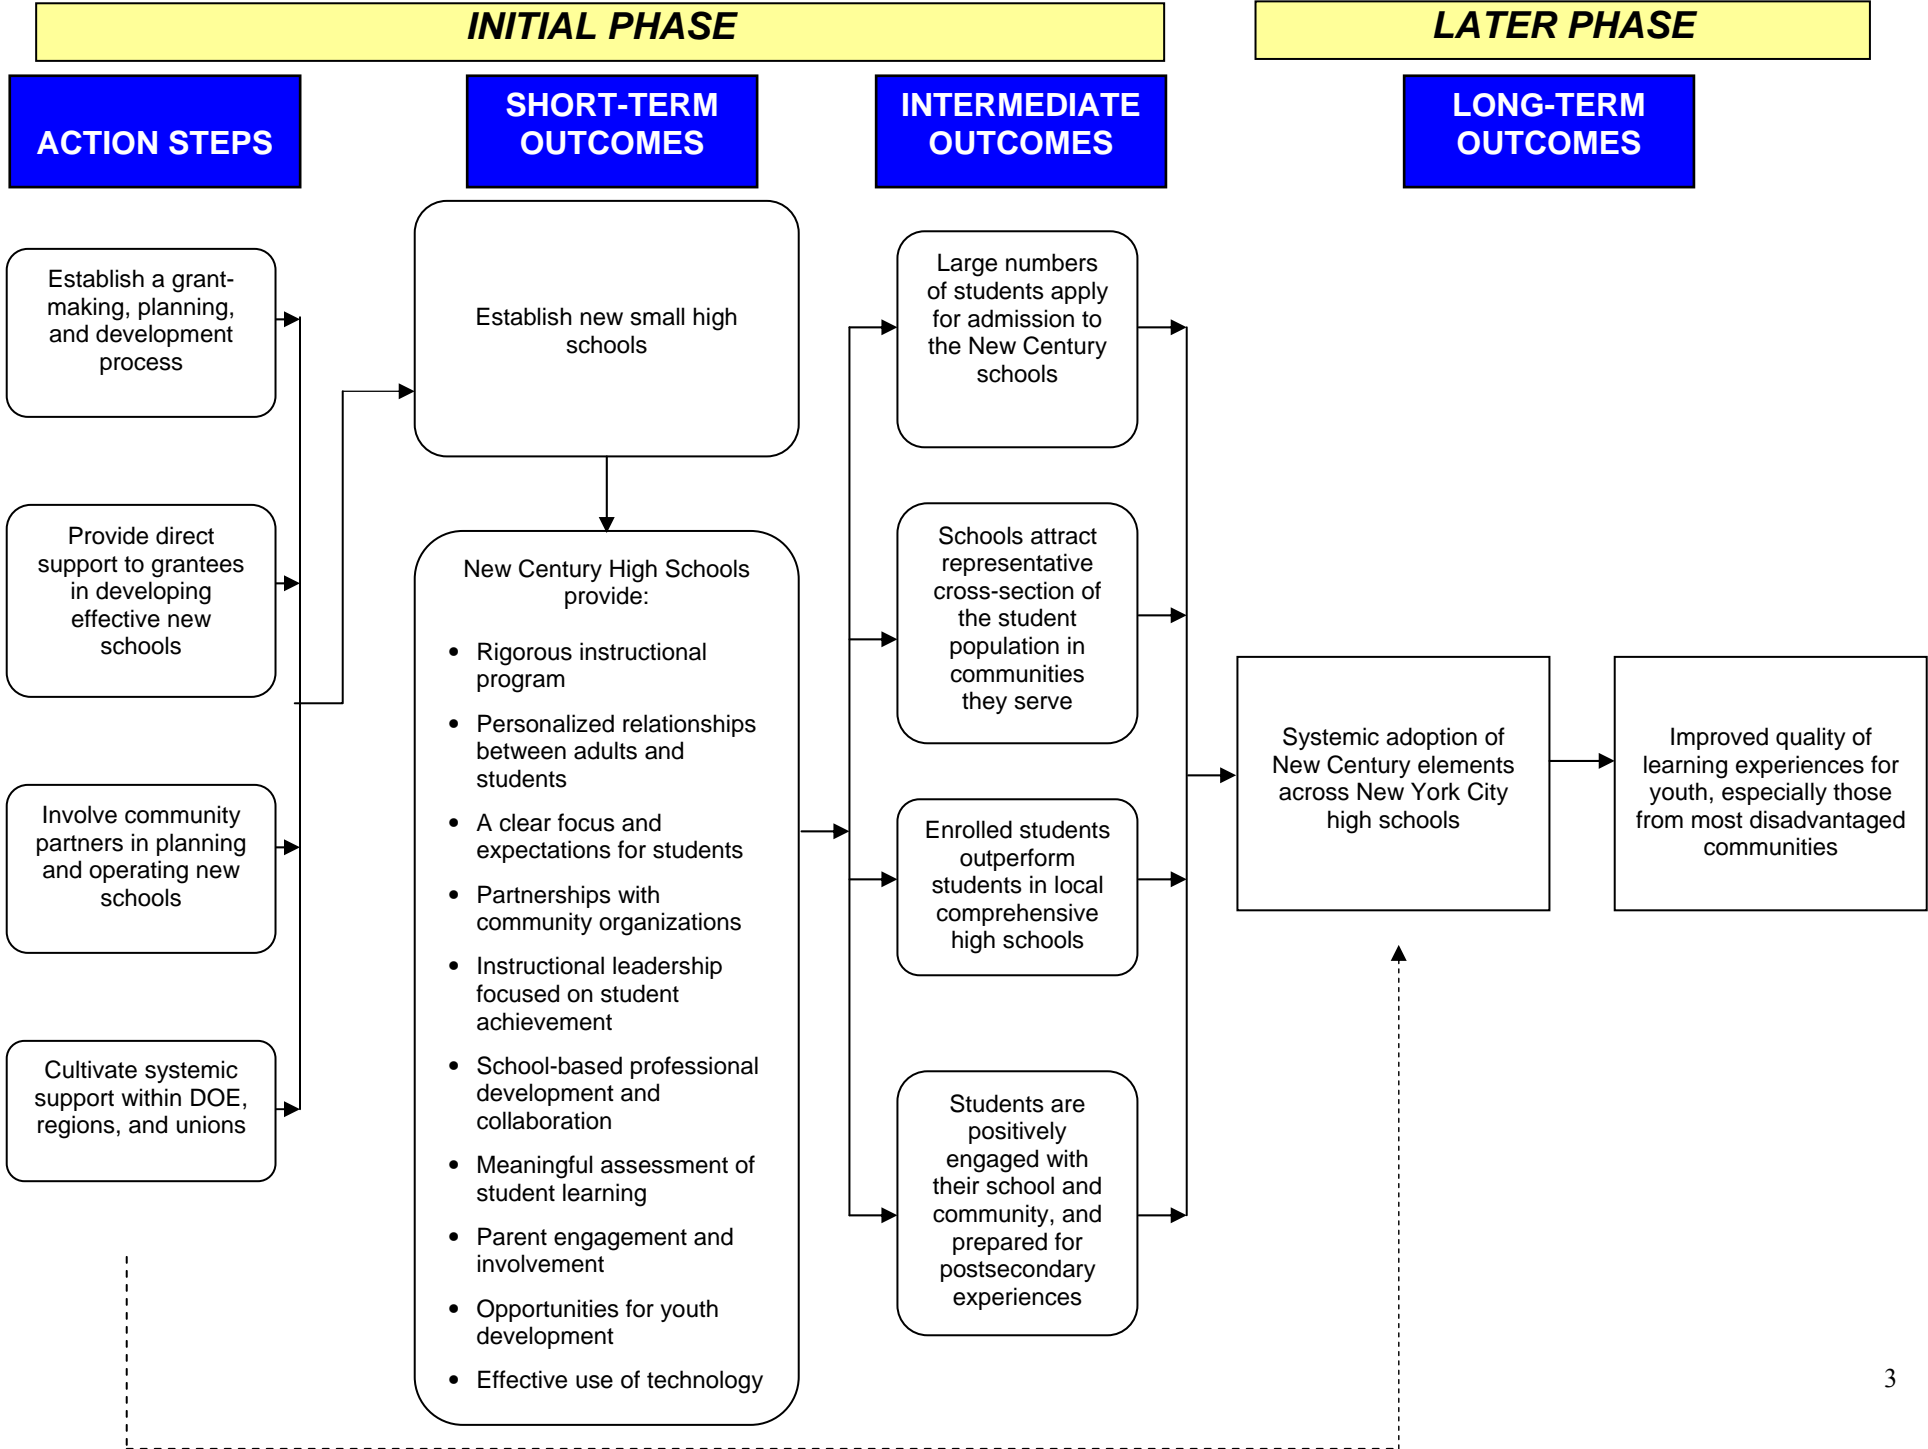 INITIAL PHASE
LATER PHASE
ACTION STEPS
SHORT-TERM
OUTCOMES
INTERMEDIATE
OUTCOMES
LONG-TERM
OUTCOMES
Establish a grant-
making, planning,
and development
process
Provide direct
support to grantees
in developing
effective new
schools
Involve community
partners in planning
and operating new
schools
Cultivate systemic
support within DOE,
regions, and unions
Establish new small high
schools
New Century High Schools
provide:
• Rigorous instructional
program
• Personalized relationships
between adults and
students
• A clear focus and
expectations for students
• Partnerships with
community organizations
• Instructional leadership
focused on student
achievement
• School-based professional
development and
collaboration
• Meaningful assessment of
student learning
• Parent engagement and
involvement
• Opportunities for youth
development
• Effective use of technology
Large numbers
of students apply
for admission to
the New Century
schools
Schools attract
representative
cross-section of
the student
population in
communities
they serve
Enrolled students
outperform
students in local
comprehensive
high schools
Students are
positively
engaged with
their school and
community, and
prepared for
postsecondary
experiences
Systemic adoption of
New Century elements
across New York City
high schools
Improved quality of
learning experiences for
youth, especially those
from most disadvantaged
communities
3